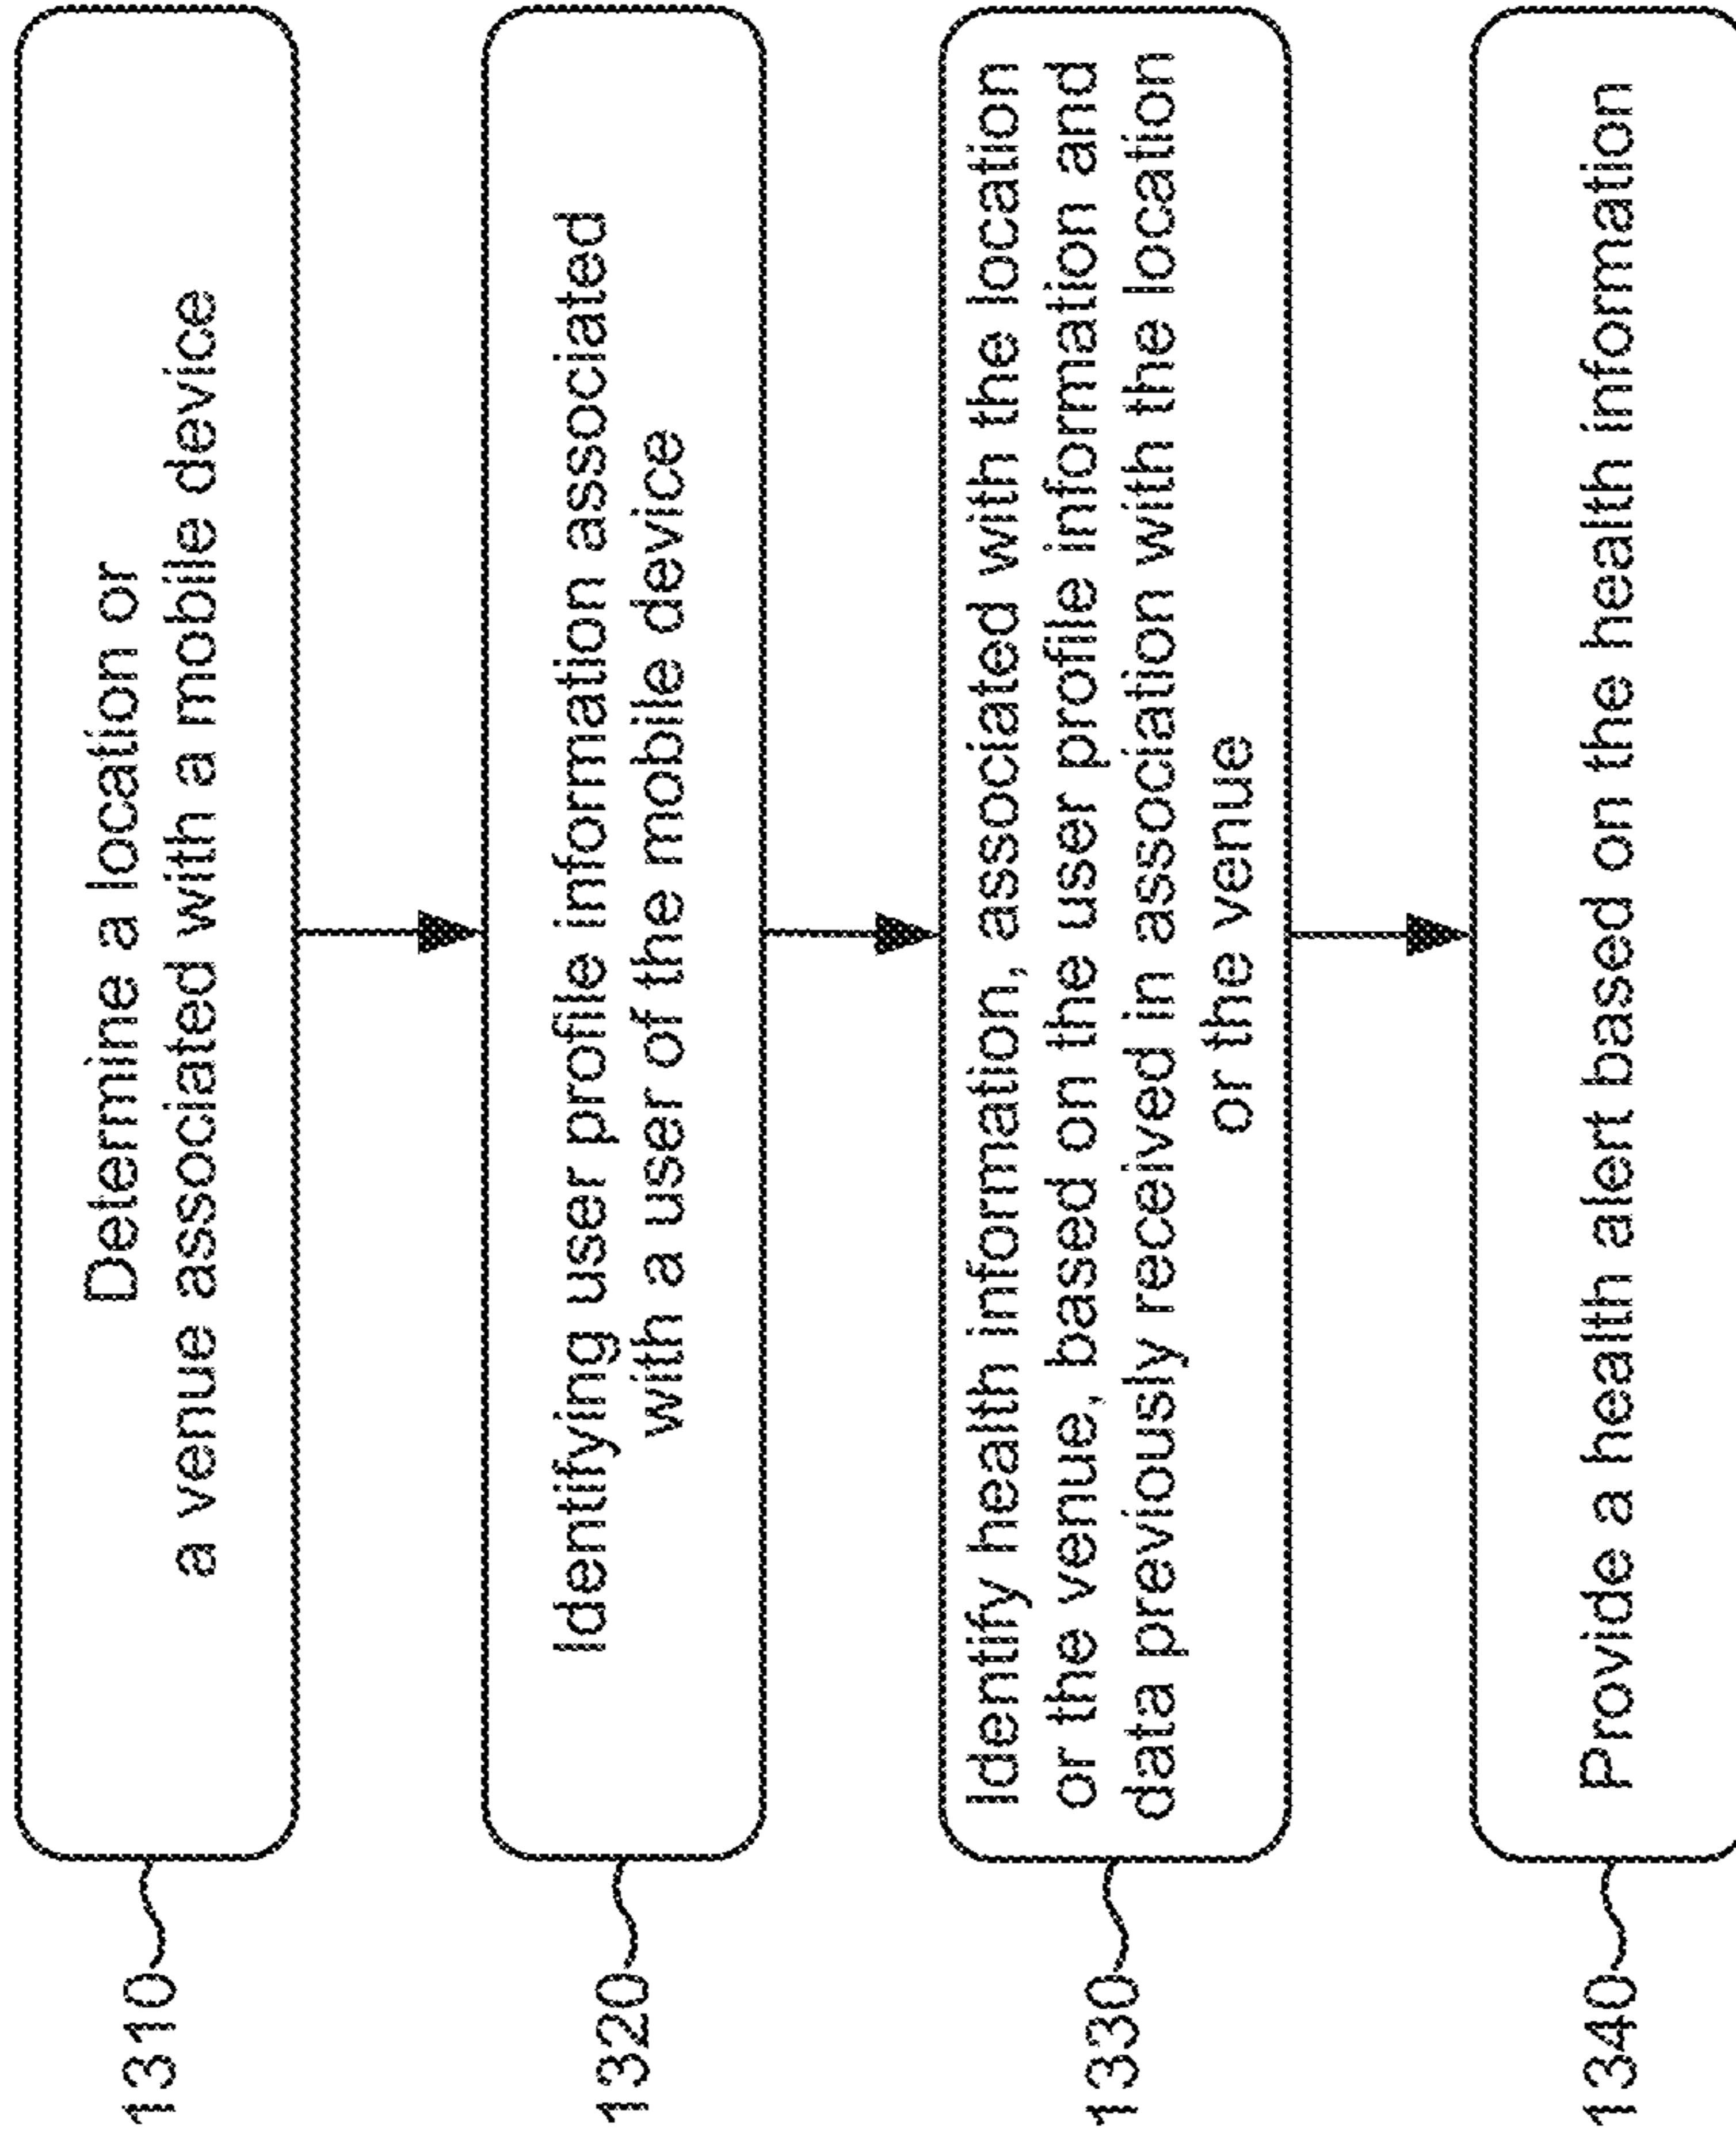 1310
Determine a location or
a venue associated with a mobile device
1320
Identifying user profile information associated
with a user of the mobile device
1330
Identify health information, associated with the location
or the venue, based on the user profile information and
data previously received in association with the location
or the venue
1340
Provide a health alert based on the health information